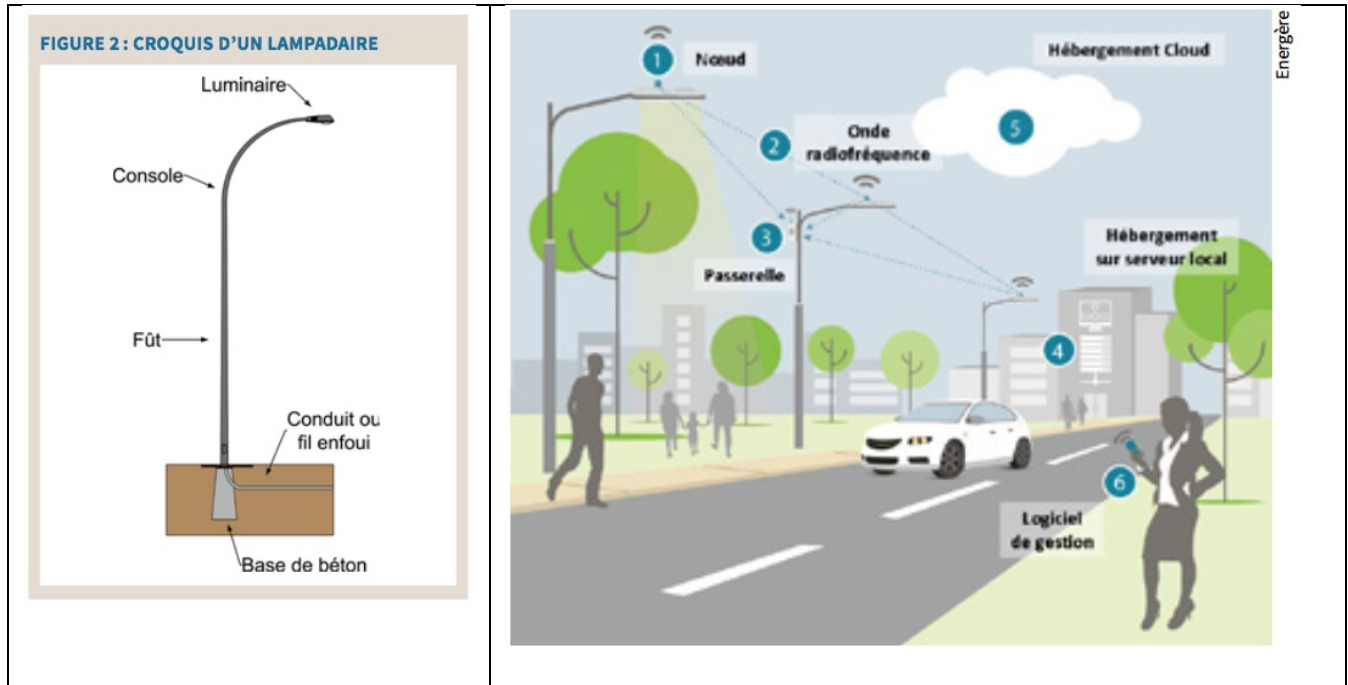 FIGURE 2 : CROQUIS D'UN LAMPADAIRE
Luminaire
Console
Fût
Conduit ou
fil enfoui
Base de béton
1
Nœud
Hébergement Cloud
5
2
Onde
radiofréquence
3
Passerelle
Hébergement
sur serveur local
4
6
Logiciel
de gestion
Energère